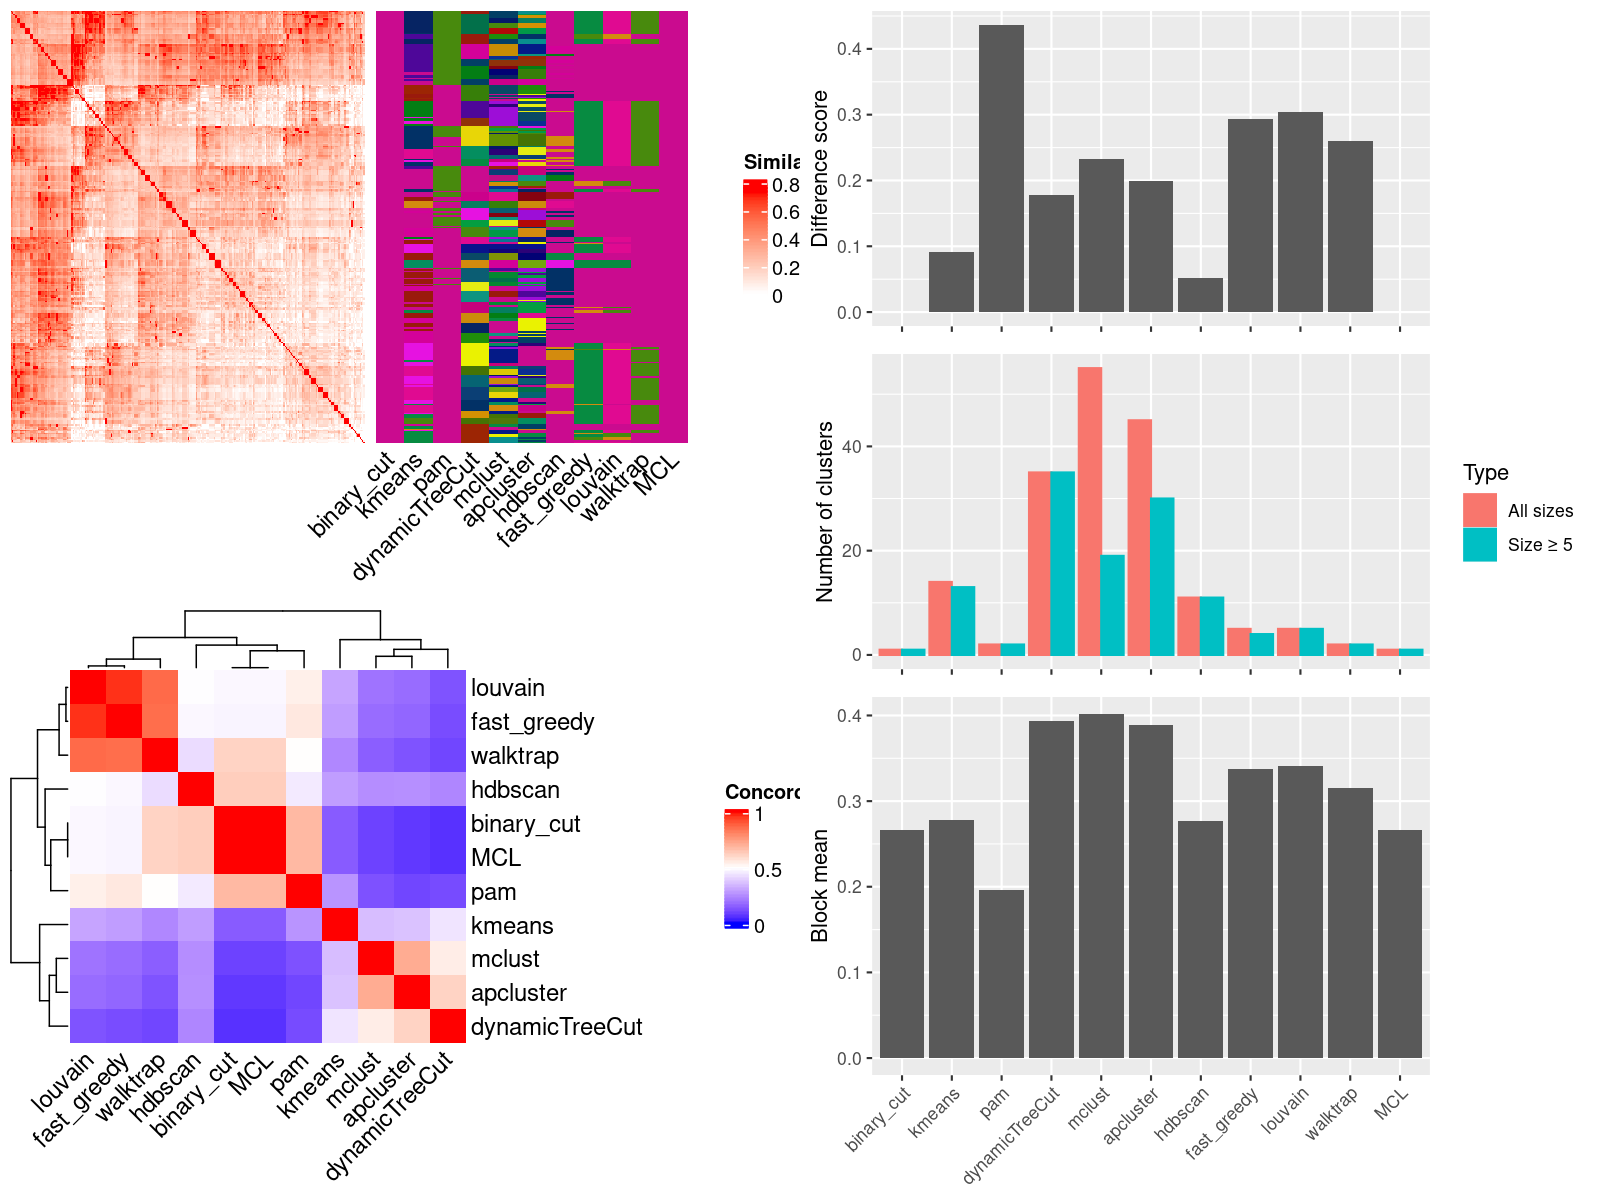 Simila
0.8
0.6
0.4
0.2
0
binary_cut
kmeans
pam
dynamicTreeCut
mclust
apcluster
hdbscan
fast_greedy
louvain
walktrap
MCL
louvain
fast_greedy
walktrap
hdbscan
binary_cut
MCL
pam
kmeans
mclust
apcluster
dynamicTreeCut
louvain
fast_greedy
walktrap
hdbscan
binary_cut
MCL
pam
kmeans
mclust
apcluster
dynamicTreeCut
Concord
1
0.5
0
Difference score
0.4
0.3
0.2
0.1
0.0
Number of clusters
40
20
0
Type
All sizes
Size ≥ 5
Block mean
0.4
0.3
0.2
0.1
0.0
binary_cut
kmeans
pam
dynamicTreeCut
mclust
apcluster
hdbscan
fast_greedy
louvain
walktrap
MCL